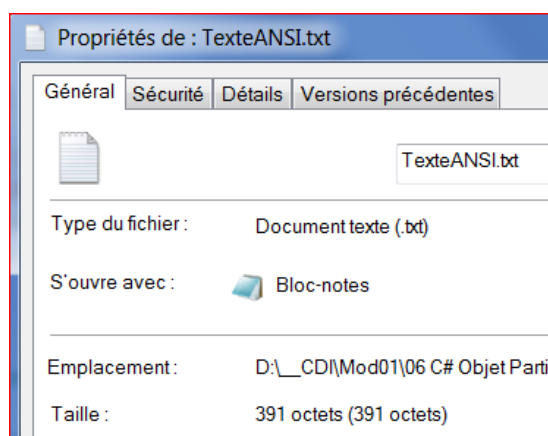 Propriétés de : TexteANSI.txt
Général Sécurité Détails Versions précédentes
TexteANSI.txt
Type du fichier : Document texte (.txt)
S'ouvre avec : Bloc-notes
Emplacement : D:\__CDI\Mod01\06 C# Objet Parti
Taille : 391 octets (391 octets)